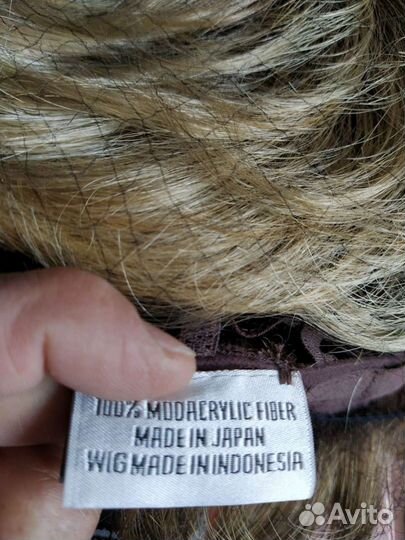 100% MODACRYLIC FIBER
MADE IN JAPAN
WIG MADE IN INDONESIA
Avito